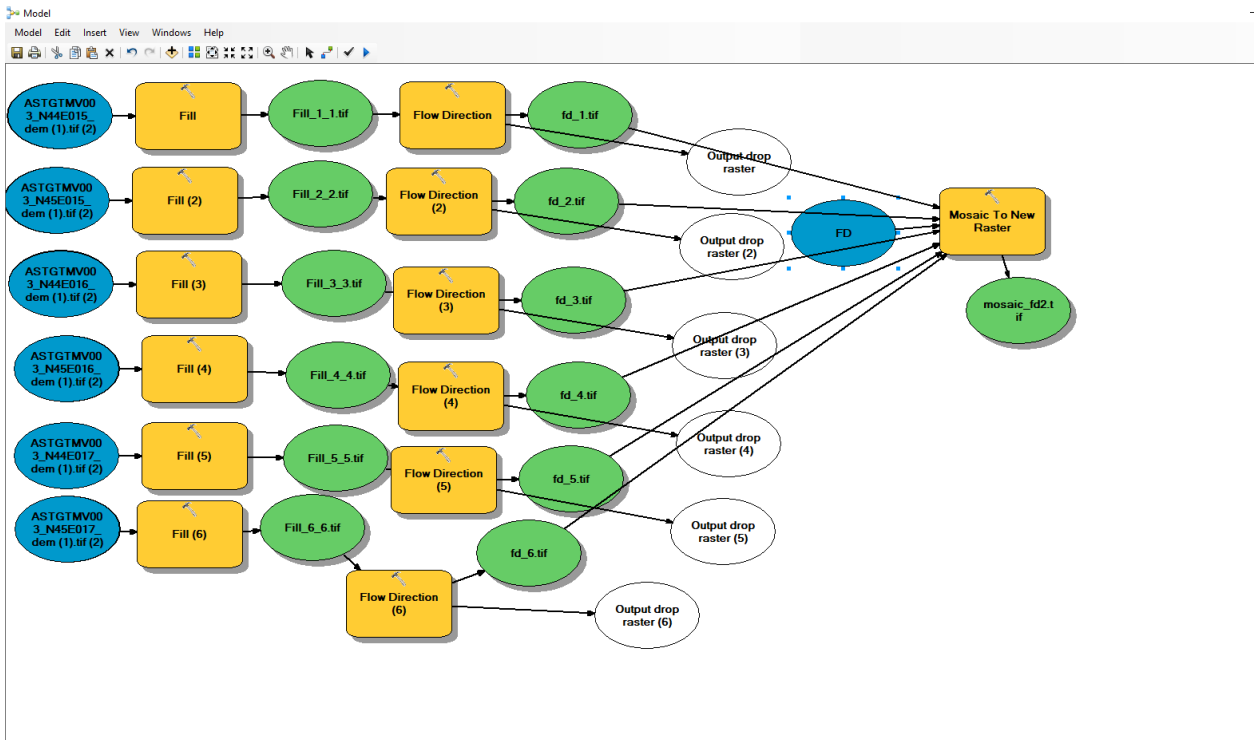 Model
Model Edit Insert View Windows Help
ASTGTMV00
3_N44E015_
dem (1).tif (2)
Fill
Fill_1_1.tif
Flow Direction
fd_1.tif
Output drop
raster
ASTGTMV00
3_N45E015_
dem (1).tif (2)
Fill (2)
Fill_2_2.tif
Flow Direction
(2)
fd_2.tif
Output drop
raster (2)
FD
Mosaic To New
Raster
mosaic_fd2.t
if
ASTGTMV00
3_N44E016_
dem (1).tif (2)
Fill (3)
Fill_3_3.tif
Flow Direction
(3)
fd_3.tif
Output drop
raster (3)
ASTGTMV00
3_N45E016_
dem (1).tif (2)
Fill (4)
Fill_4_4.tif
Flow Direction
(4)
fd_4.tif
Output drop
raster (4)
ASTGTMV00
3_N44E017_
dem (1).tif (2)
Fill (5)
Fill_5_5.tif
Flow Direction
(5)
fd_5.tif
Output drop
raster (5)
ASTGTMV00
3_N45E017_
dem (1).tif (2)
Fill (6)
Fill_6_6.tif
Flow Direction
(6)
fd_6.tif
Output drop
raster (6)